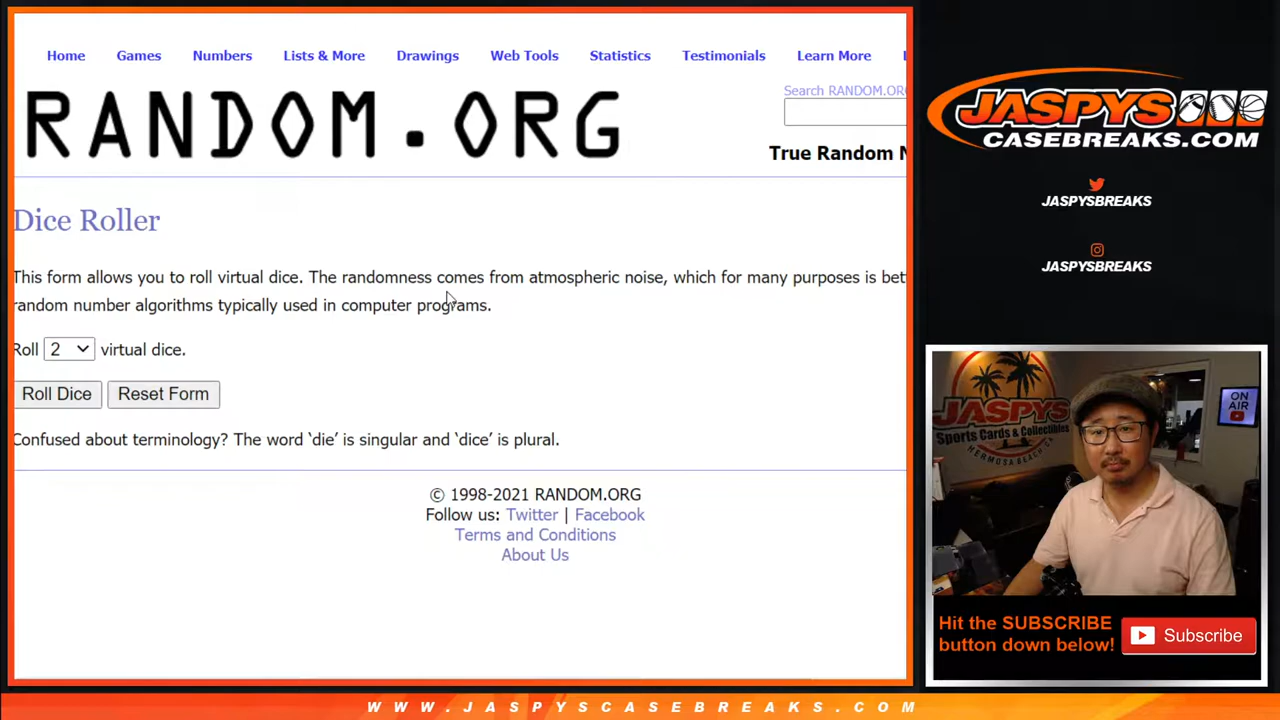 Home Games Numbers Lists & More Drawings Web Tools Statistics Testimonials Learn More
RANDOM.ORG
Search RANDOM.OR
True Random N
Dice Roller
This form allows you to roll virtual dice. The randomness comes from atmospheric noise, which for many purposes is bet
random number algorithms typically used in computer programs.
Roll 2 virtual dice.
Roll Dice Reset Form
Confused about terminology? The word ‘die’ is singular and ‘dice’ is plural.
© 1998-2021 RANDOM.ORG
Follow us: Twitter | Facebook
Terms and Conditions
About Us
JASPYS
CASEBREAKS.COM
JASPYSBREAKS
JASPYSBREAKS
JASPYS
Sports Cards & Collectibles
HERMOSA BEACH CA
ON
AIR
Hit the SUBSCRIBE
button down below!
Subscribe
WWW.JASPYSCASEBREAKS.COM